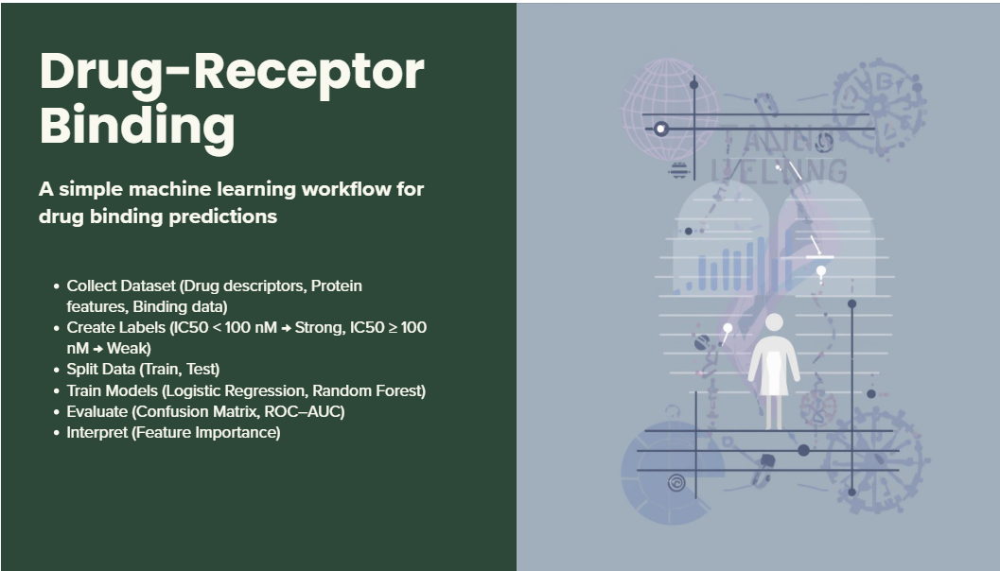 Drug-Receptor
Binding
A simple machine learning workflow for
drug binding predictions
• Collect Dataset (Drug descriptors, Protein
features, Binding data)
• Create Labels (IC50 < 100 nM → Strong, IC50 ≥ 100
nM → Weak)
• Split Data (Train, Test)
• Train Models (Logistic Regression, Random Forest)
• Evaluate (Confusion Matrix, ROC–AUC)
• Interpret (Feature Importance)